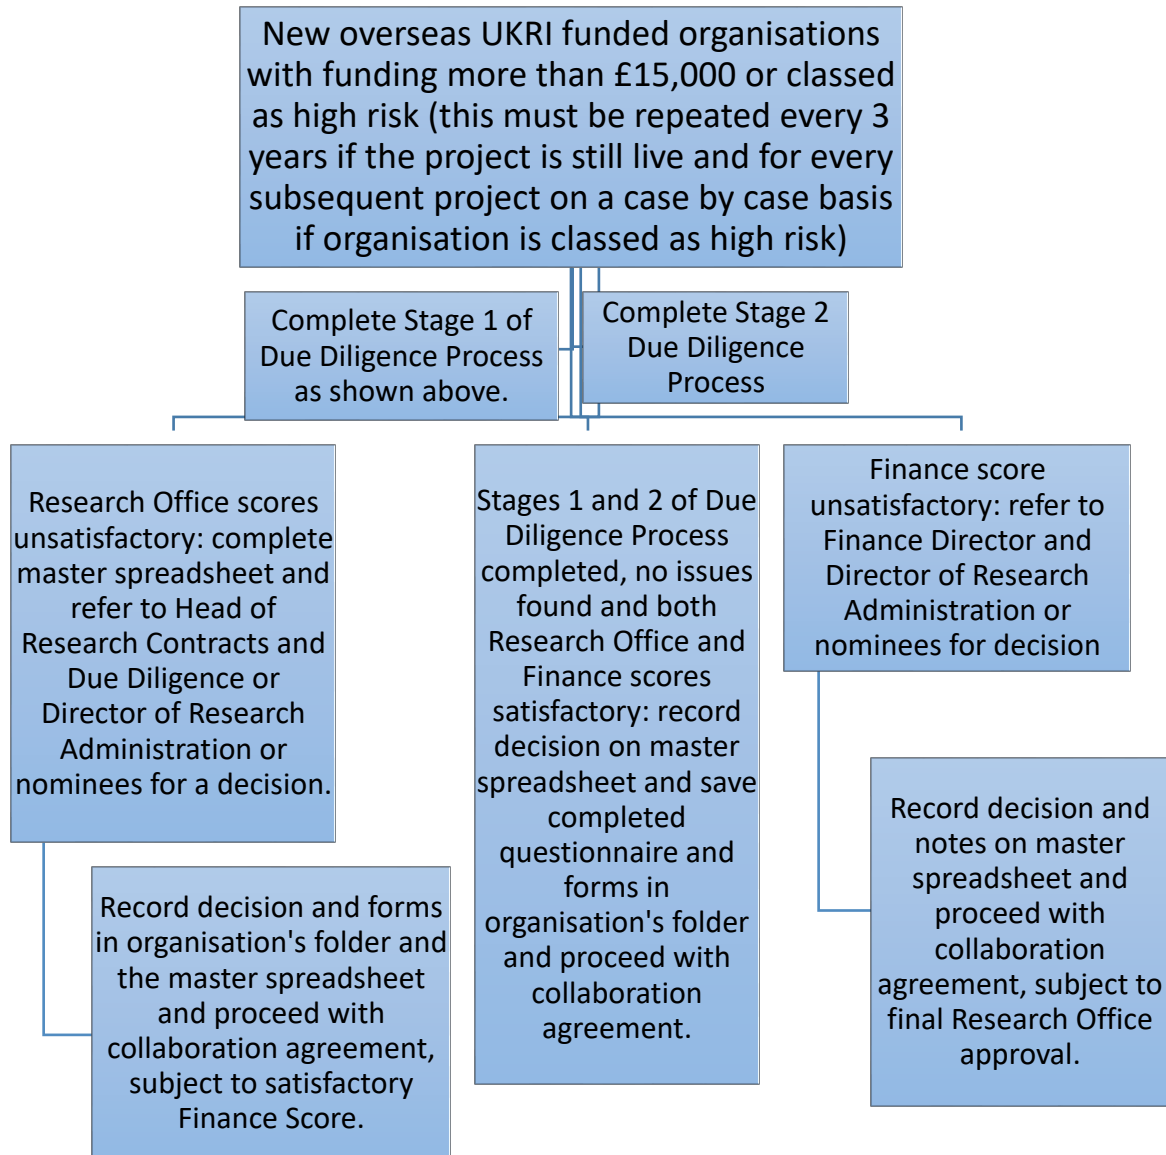 New overseas UKRI funded organisations
with funding more than £15,000 or classed
as high risk (this must be repeated every 3
years if the project is still live and for every
subsequent project on a case by case basis
if organisation is classed as high risk)
Complete Stage 1 of
Due Diligence Process
as shown above.
Complete Stage 2
Due Diligence
Process
Research Office scores
unsatisfactory: complete
master spreadsheet and
refer to Head of
Research Contracts and
Due Diligence or
Director of Research
Administration or
nominees for a decision.
Record decision and forms
in organisation's folder and
the master spreadsheet
and proceed with
collaboration agreement,
subject to satisfactory
Finance Score.
Stages 1 and 2 of Due
Diligence Process
completed, no issues
found and both
Research Office and
Finance scores
satisfactory: record
decision on master
spreadsheet and save
completed
questionnaire and
forms in
organisation's folder
and proceed with
collaboration
agreement.
Finance score
unsatisfactory: refer to
Finance Director and
Director of Research
Administration or
nominees for decision
Record decision and
notes on master
spreadsheet and
proceed with
collaboration
agreement, subject to
final Research Office
approval.